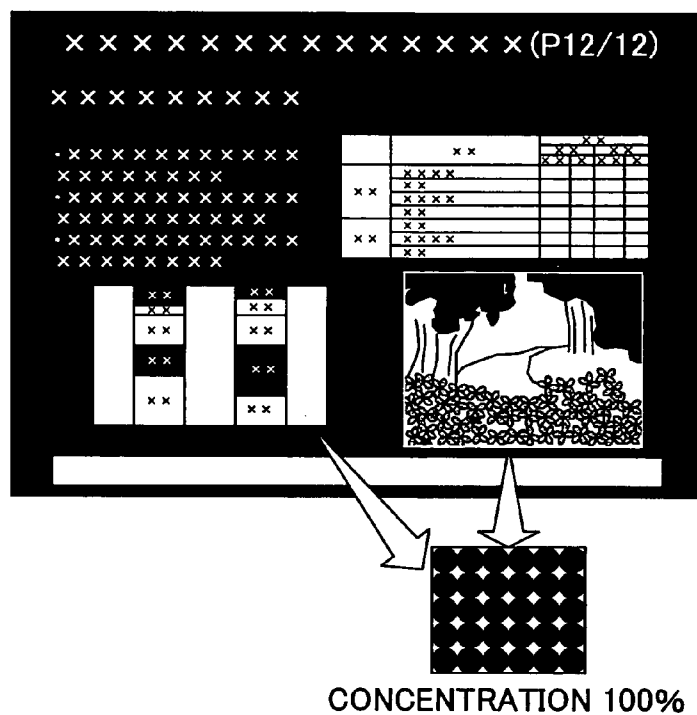 × × × × × × × × × × × × × × × × (P12/12)
× × × × × × × × ×
· × × × × × × × × × × × ×
× × × × × × × × ×
· × × × × × × × × × × × ×
× × × × × × × × × × ×
· × × × × × × × × × × × ×
× × × × × × × × ×
× ×
× ×
× × × ×
× × × × × ×
× × × ×
× ×
× × × × × ×
× ×
× ×
× × × × × ×
× ×
× × × ×
× × × ×
× × × ×
× × × ×
× × × ×
CONCENTRATION 100%